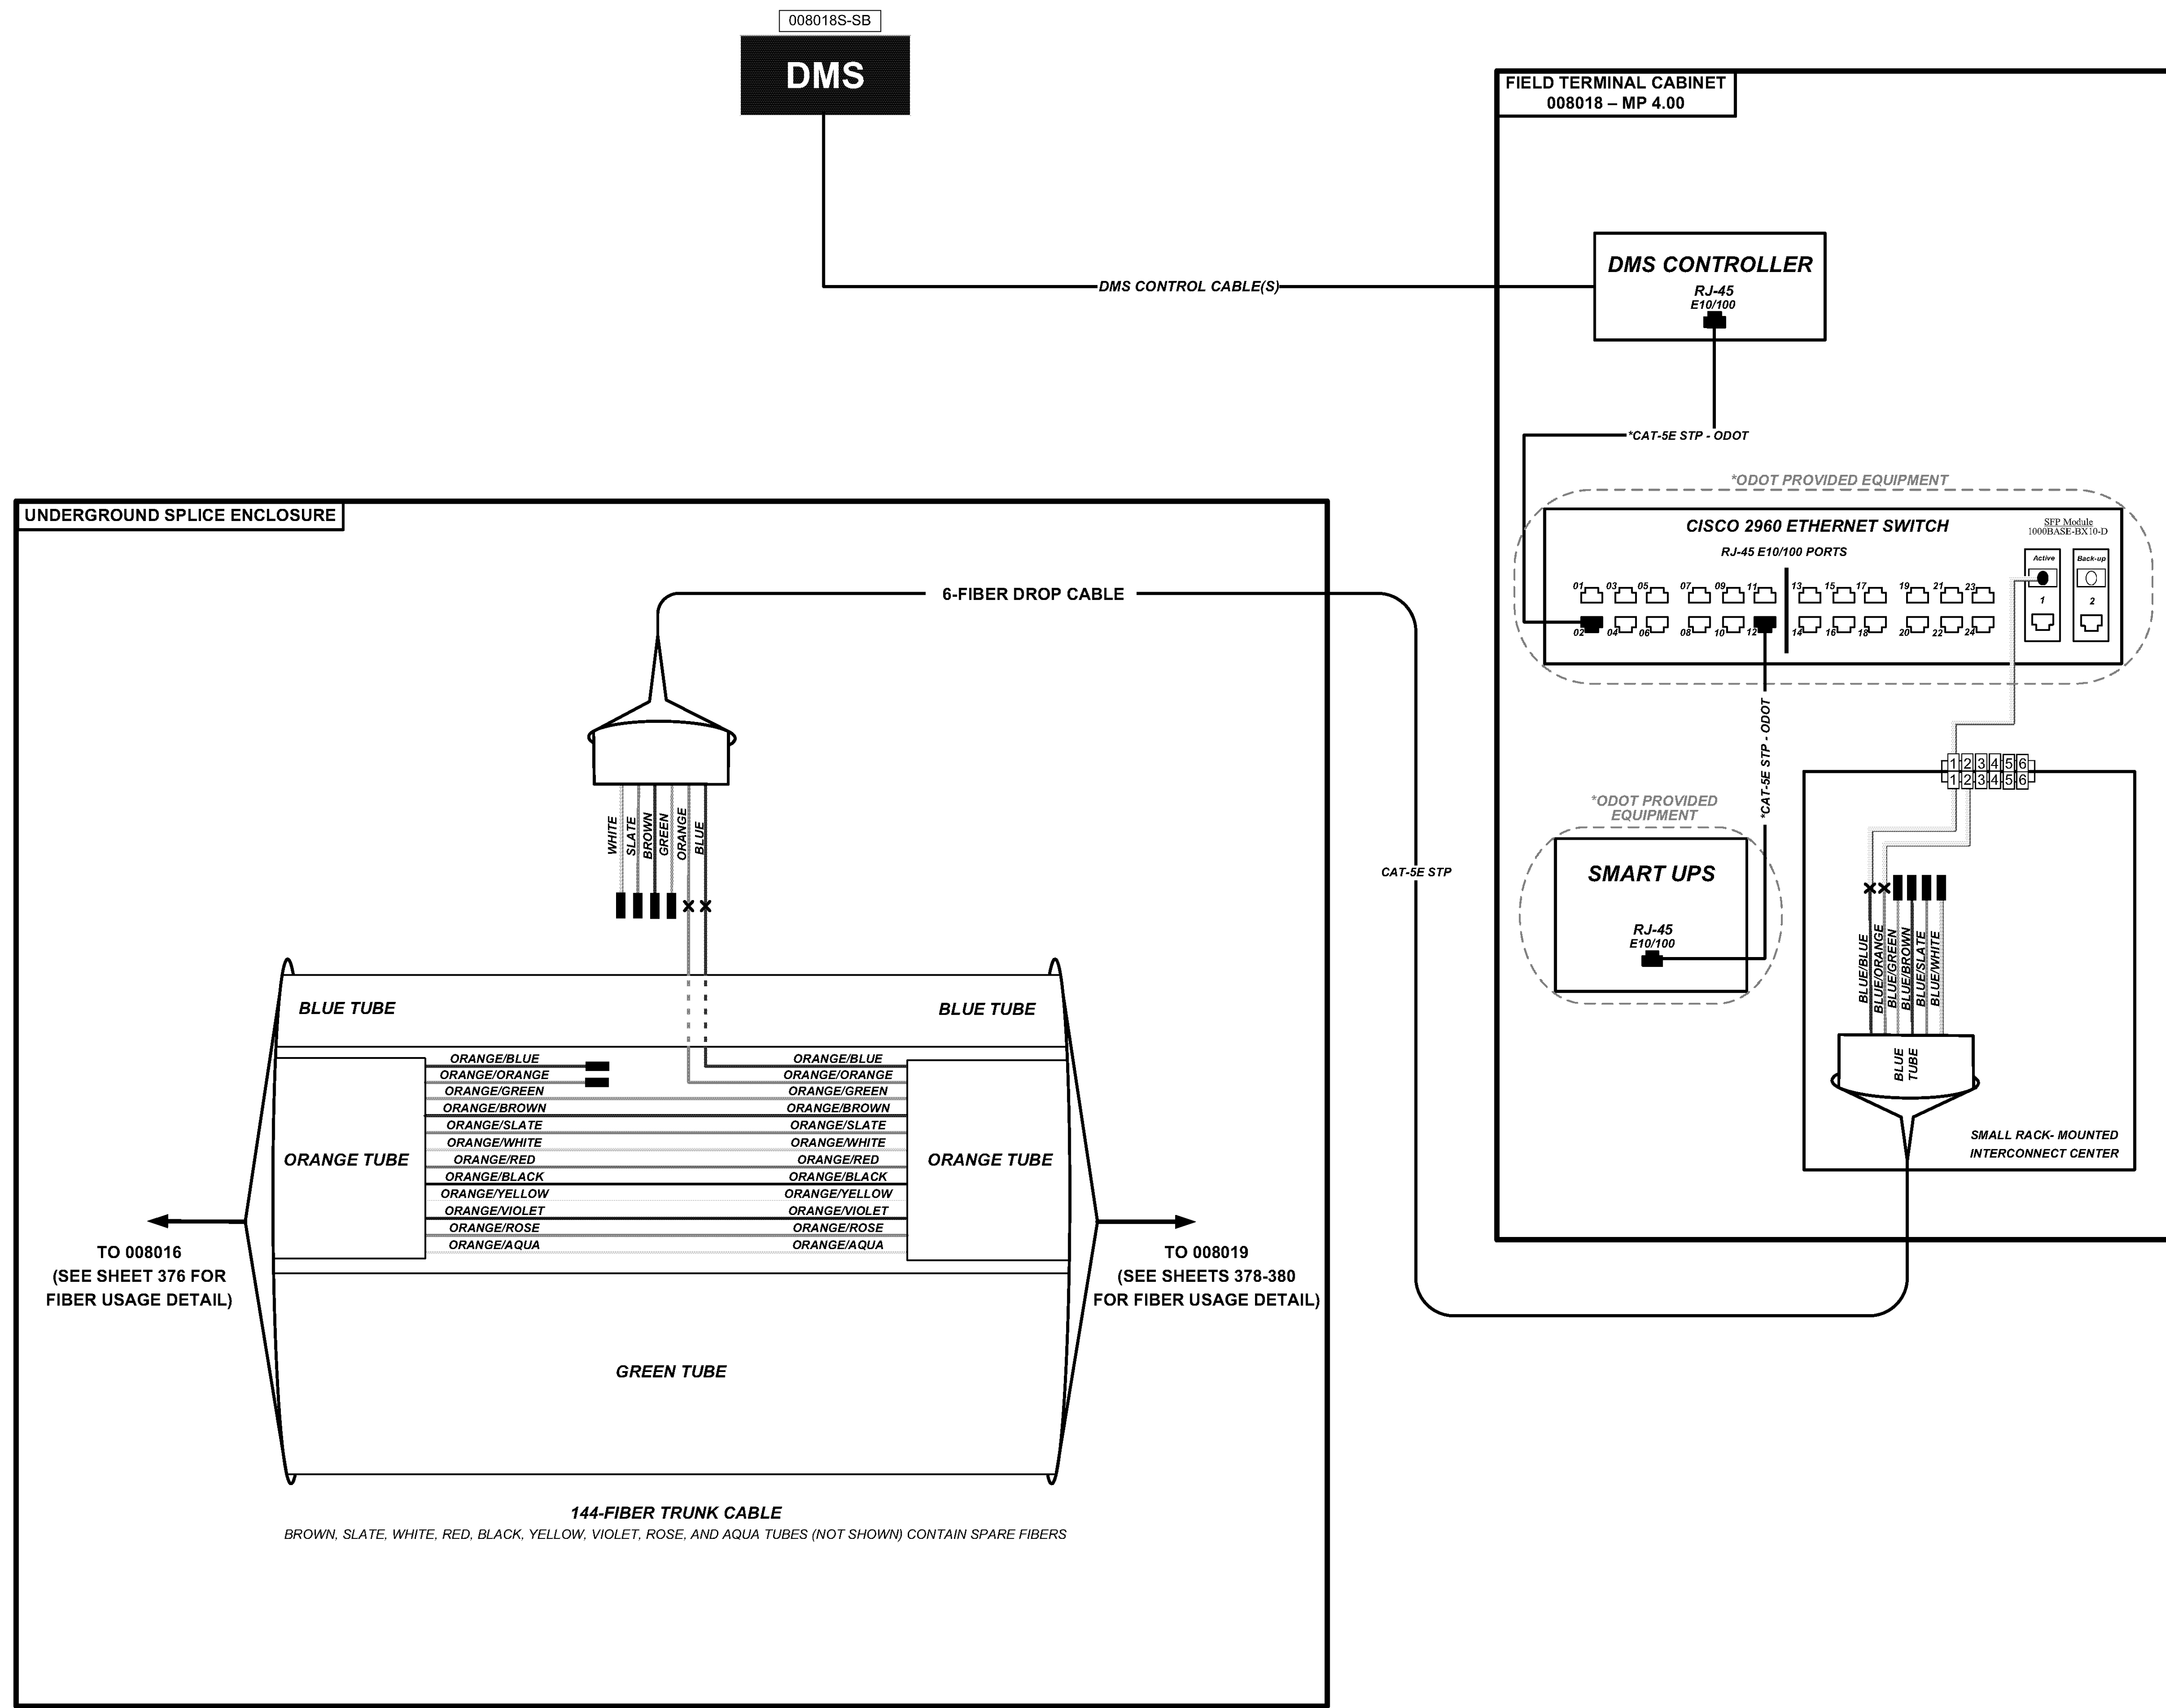 008018S-SB
DMS
FIELD TERMINAL CABINET
008018 – MP 4.00
DMS CONTROLLER
RJ-45
E10/100
DMS CONTROL CABLE(S)
*CAT-5E STP - ODOT
*ODOT PROVIDED EQUIPMENT
CISCO 2960 ETHERNET SWITCH
RJ-45 E10/100 PORTS
SFP Module
1000BASE-BX10-D
Active
Back-up
01 03 05 07 09 11 13 15 17 19 21 23
1 2
02 04 06 08 10 12 14 16 18 20 22 24
*CAT-5E STP - ODOT
*ODOT PROVIDED
EQUIPMENT
SMART UPS
RJ-45
E10/100
1 2 3 4 5 6
1 2 3 4 5 6
BLUE/BLUE
BLUE/ORANGE
BLUE/GREEN
BLUE/BROWN
BLUE/SLATE
BLUE/WHITE
BLUE
TUBE
SMALL RACK- MOUNTED
INTERCONNECT CENTER
CAT-5E STP
UNDERGROUND SPLICE ENCLOSURE
6-FIBER DROP CABLE
WHITE
SLATE
BROWN
GREEN
ORANGE
BLUE
BLUE TUBE BLUE TUBE
ORANGE/BLUE ORANGE/BLUE
ORANGE/ORANGE ORANGE/ORANGE
ORANGE/GREEN ORANGE/GREEN
ORANGE/BROWN ORANGE/BROWN
ORANGE/SLATE ORANGE/SLATE
ORANGE/WHITE ORANGE/WHITE
ORANGE TUBE ORANGE/RED ORANGE/RED ORANGE TUBE
ORANGE/BLACK ORANGE/BLACK
ORANGE/YELLOW ORANGE/YELLOW
ORANGE/VIOLET ORANGE/VIOLET
ORANGE/ROSE ORANGE/ROSE
ORANGE/AQUA ORANGE/AQUA
TO 008016
(SEE SHEET 376 FOR
FIBER USAGE DETAIL)
TO 008019
(SEE SHEETS 378-380
FOR FIBER USAGE DETAIL)
GREEN TUBE
144-FIBER TRUNK CABLE
BROWN, SLATE, WHITE, RED, BLACK, YELLOW, VIOLET, ROSE, AND AQUA TUBES (NOT SHOWN) CONTAIN SPARE FIBERS